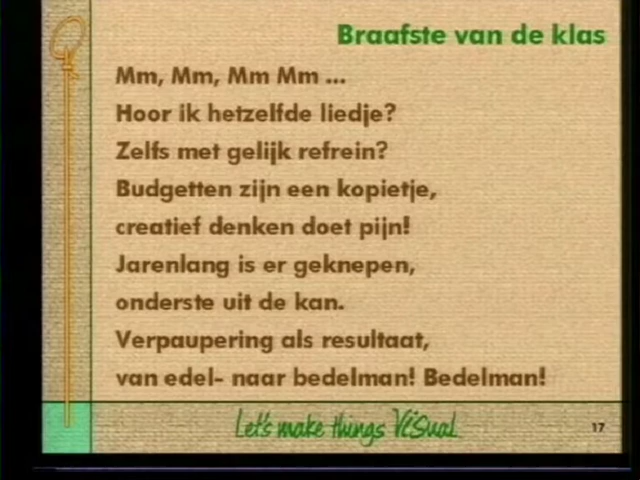 Braafste van de klas
Mm, Mm, Mm Mm ...
Hoor ik hetzelfde liedje?
Zelfs met gelijk refrein?
Budgetten zijn een kopietje,
creatief denken doet pijn!
Jarenlang is er geknepen,
onderste uit de kan.
Verpaupering als resultaat,
van edel- naar bedelman! Bedelman!
Let's make things Visual
17